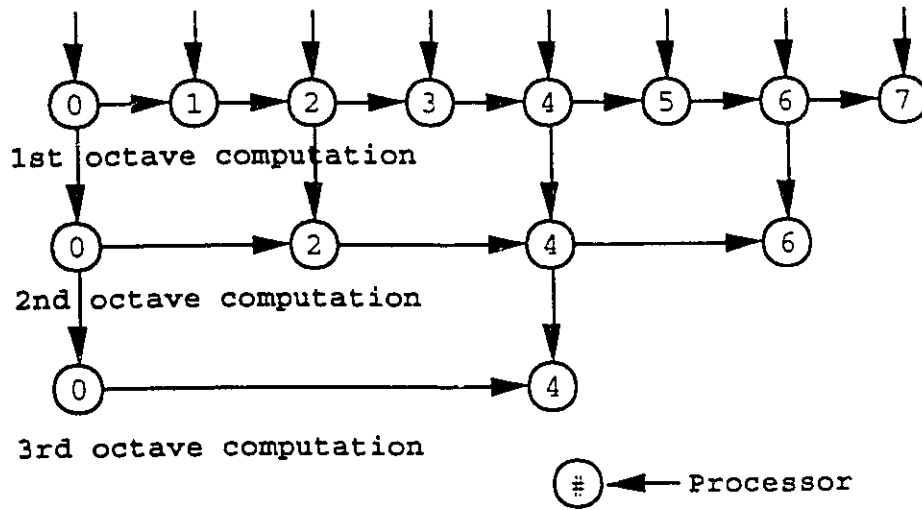 0 1 2 3 4 5 6 7
1st octave computation
0 2 4 6
2nd octave computation
0 4
3rd octave computation
# Processor